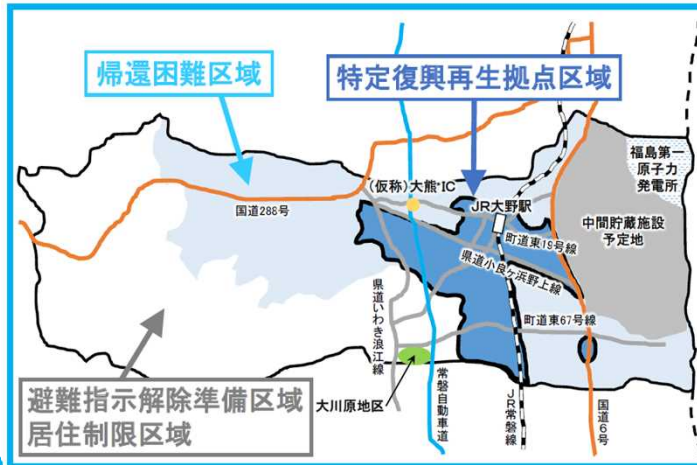 帰還困難区域
特定復興再生拠点区域
福島第一
原子力
発電所
(仮称)大熊IC
JR大野駅
国道288号
町道東19号線
中間貯蔵施設
予定地
県道小良ヶ浜野上線
県道いわき浪江線
町道東67号線
避難指示解除準備区域
居住制限区域
大川原地区
常磐自動車道
JR常磐線
国道6号